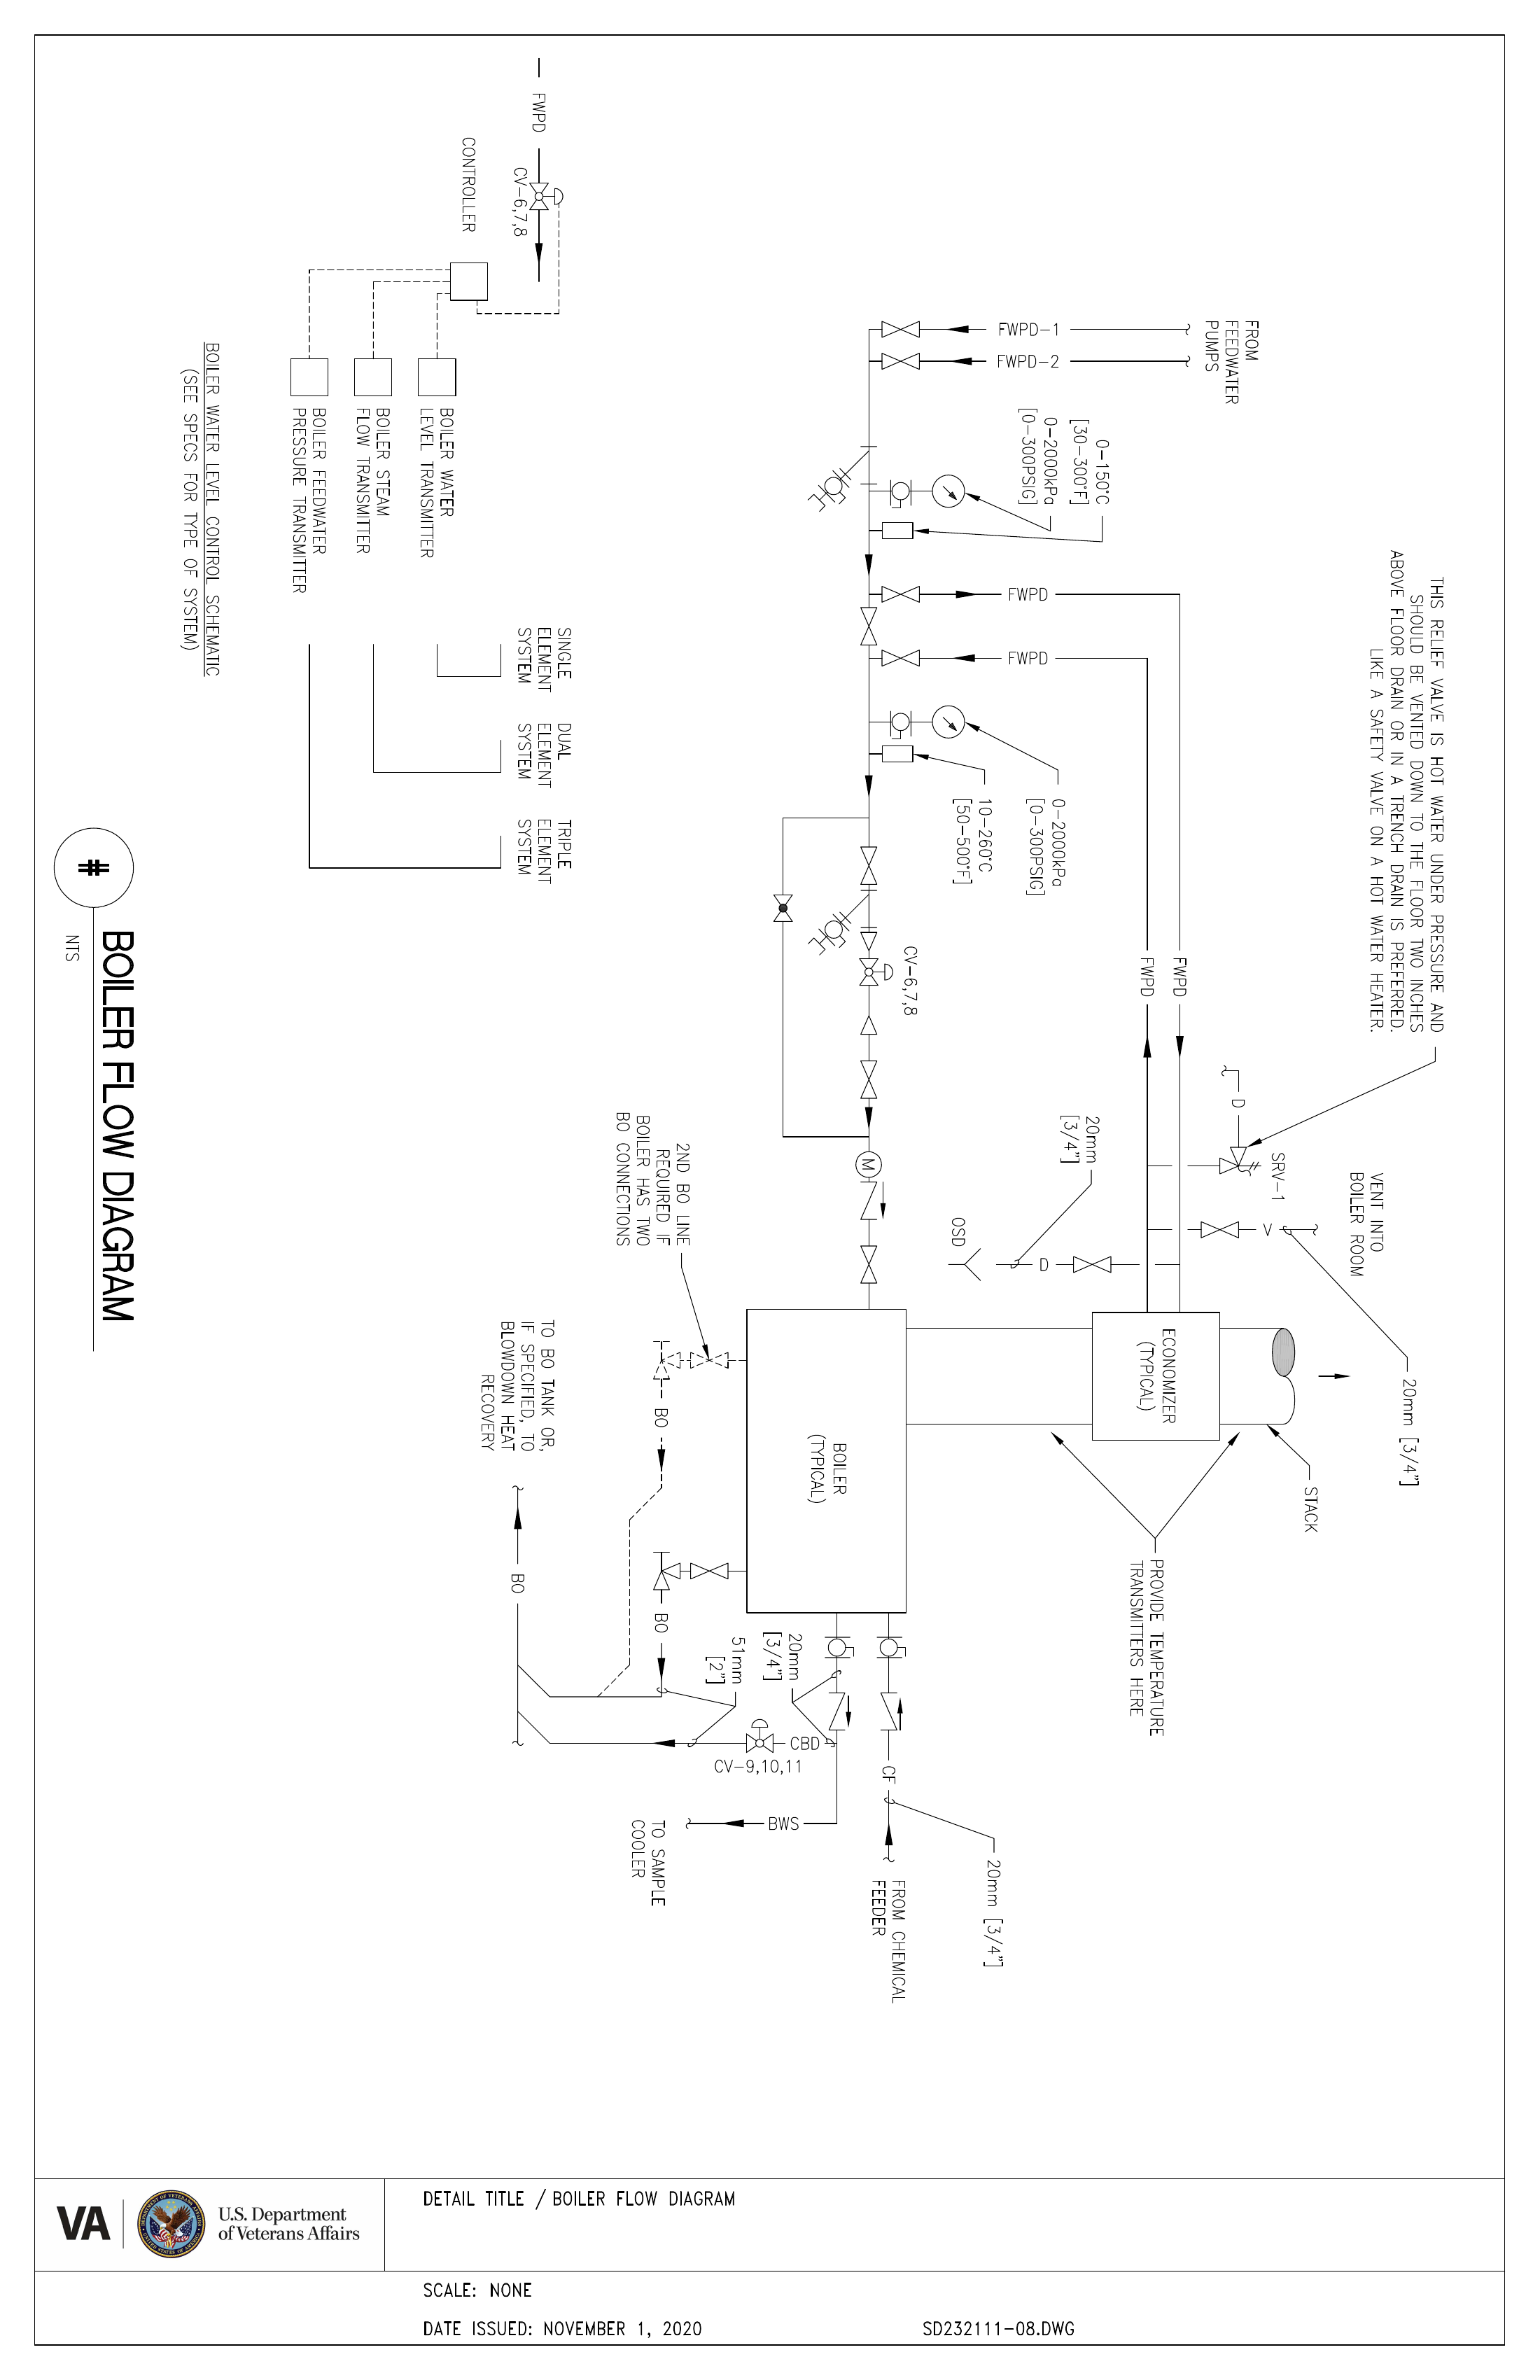 THIS RELIEF VALVE IS HOT WATER UNDER PRESSURE AND
SHOULD BE VENTED DOWN TO THE FLOOR TWO INCHES
ABOVE FLOOR DRAIN OR IN A TRENCH DRAIN IS PREFERRED.
LIKE A SAFETY VALVE ON A HOT WATER HEATER.
VENT INTO
BOILER ROOM
20mm [3/4"]
STACK
SRV-1
D
V
FROM
FEEDWATER
PUMPS
FWPD-1
FWPD-2
0-150°C
[30-300°F]
0-2000kPa
[0-300PSIG]
FWPD
FWPD
FWPD
FWPD
0-2000kPa
[0-300PSIG]
10-260°C
[50-500°F]
20mm
[3/4"]
D
OSD
ECONOMIZER
(TYPICAL)
PROVIDE TEMPERATURE
TRANSMITTERS HERE
CV-6,7,8
M
BOILER
(TYPICAL)
CF
20mm [3/4"]
FROM CHEMICAL
FEEDER
20mm
[3/4"]
51mm
[2"]
CBD
CV-9,10,11
BWS
TO SAMPLE
COOLER
2ND BO LINE
REQUIRED IF
BOILER HAS TWO
BO CONNECTIONS
BO
BO
BO
TO BO TANK OR,
IF SPECIFIED, TO
BLOWDOWN HEAT
RECOVERY
FWPD
CV-6,7,8
CONTROLLER
SINGLE
ELEMENT
SYSTEM
DUAL
ELEMENT
SYSTEM
TRIPLE
ELEMENT
SYSTEM
BOILER WATER
LEVEL TRANSMITTER
BOILER STEAM
FLOW TRANSMITTER
BOILER FEEDWATER
PRESSURE TRANSMITTER
BOILER WATER LEVEL CONTROL SCHEMATIC
(SEE SPECS FOR TYPE OF SYSTEM)
#
BOILER FLOW DIAGRAM
NTS
VA
U.S. Department
of Veterans Affairs
DETAIL TITLE / BOILER FLOW DIAGRAM
SCALE: NONE
DATE ISSUED: NOVEMBER 1, 2020
SD232111-08.DWG